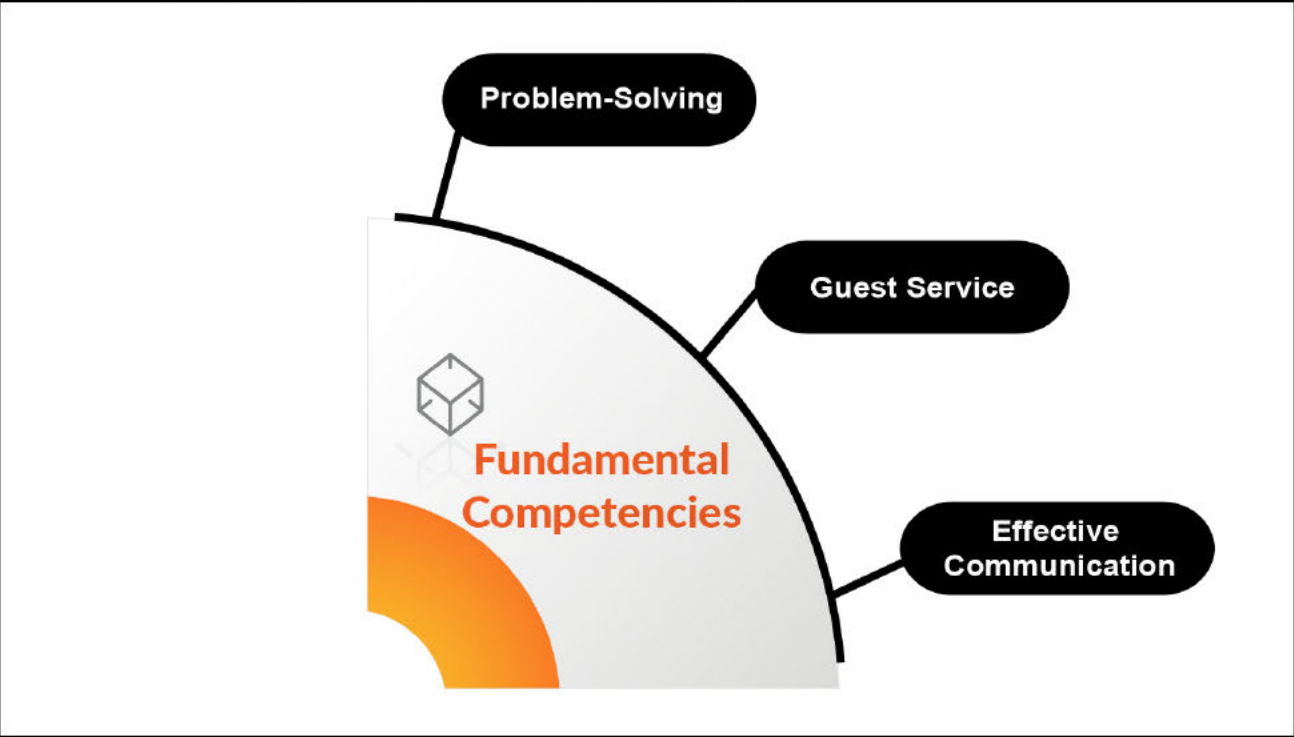 Problem-Solving
Guest Service
Fundamental
Competencies
Effective
Communication